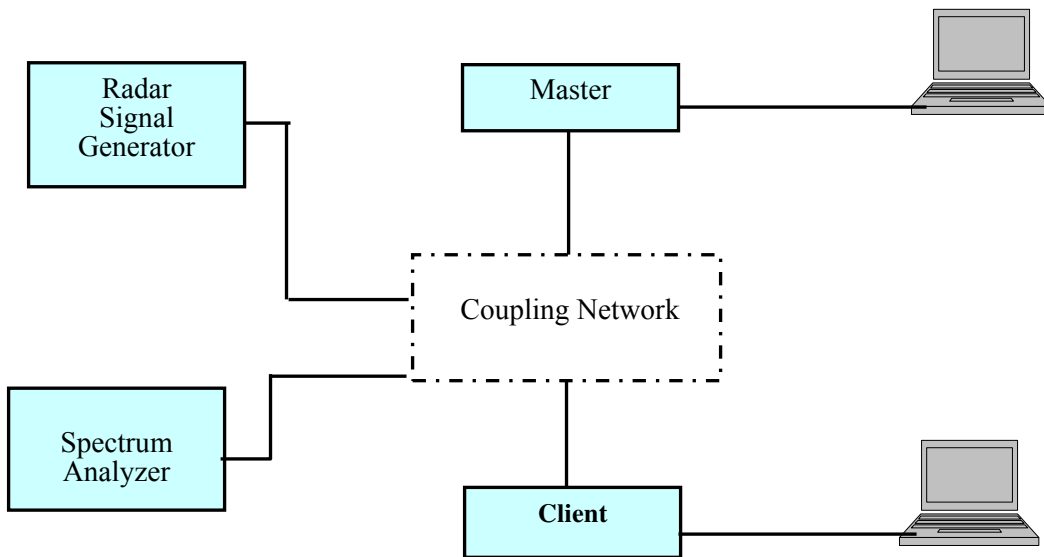 Radar
Signal
Generator
Master
Coupling Network
Spectrum
Analyzer
Client